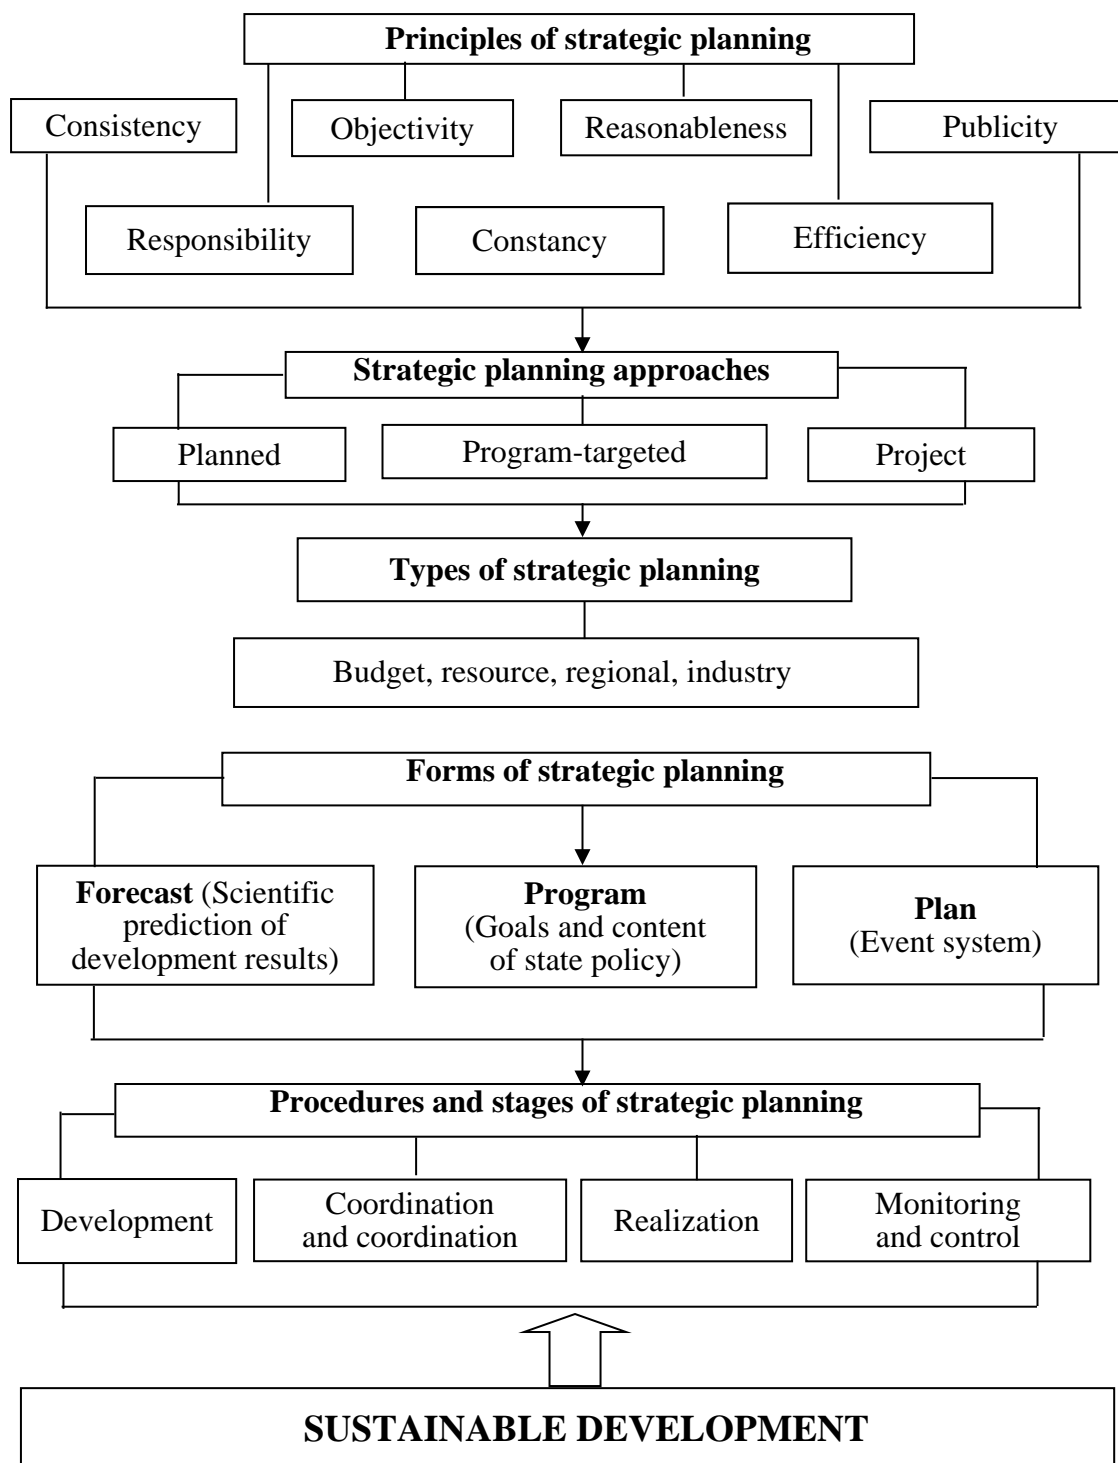 Principles of strategic planning
Consistency
Objectivity
Reasonableness
Publicity
Responsibility
Constancy
Efficiency
Strategic planning approaches
Planned
Program-targeted
Project
Types of strategic planning
Budget, resource, regional, industry
Forms of strategic planning
Forecast (Scientific
prediction of
development results)
Program
(Goals and content
of state policy)
Plan
(Event system)
Procedures and stages of strategic planning
Development
Coordination
and coordination
Realization
Monitoring
and control
SUSTAINABLE DEVELOPMENT